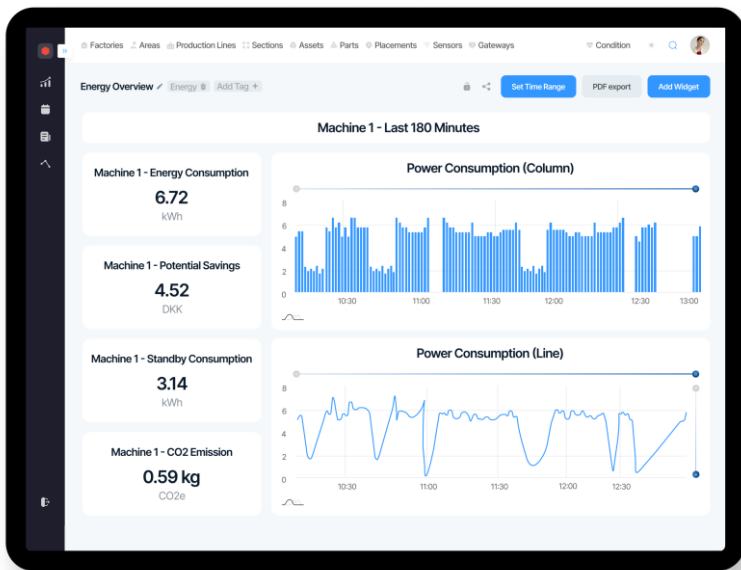 Factories Areas Production Lines Sections Assets Parts Placements Sensors Gateways Condition
Energy Overview Energy Add Tag + Set Time Range PDF export Add Widget
Machine 1 - Last 180 Minutes
Machine 1 - Energy Consumption
6.72
kWh
Machine 1 - Potential Savings
4.52
DKK
Machine 1 - Standby Consumption
3.14
kWh
Machine 1 - CO2 Emission
0.59 kg
CO2e
Power Consumption (Column)
8
6
4
2
0
10:30 11:00 11:30 12:00 12:30 13:00
Power Consumption (Line)
8
6
4
2
0
10:30 11:00 11:30 12:00 12:30